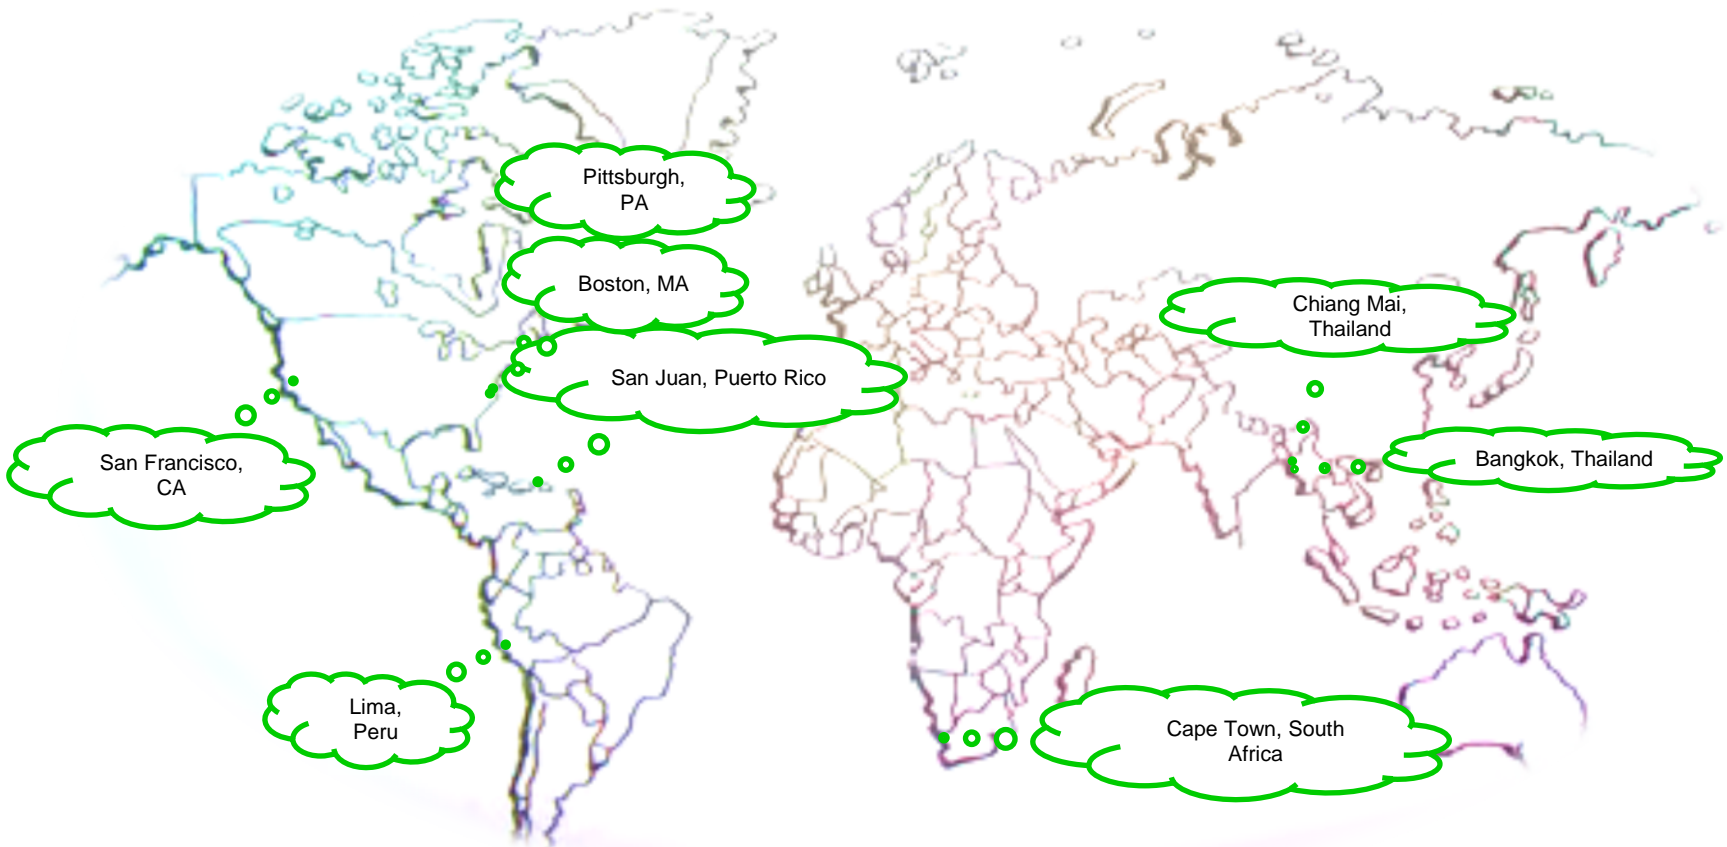 Pittsburgh,
PA
Boston, MA
San Juan, Puerto Rico
Chiang Mai,
Thailand
Bangkok, Thailand
San Francisco,
CA
Lima,
Peru
Cape Town, South
Africa